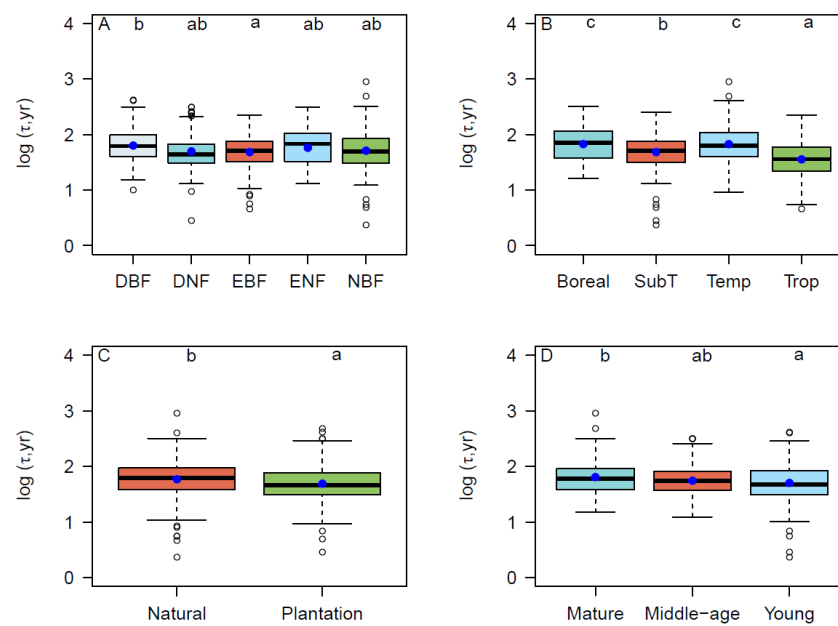 A b ab a ab ab
4
3
2
1
0
log (τ,yr)
DBF DNF EBF ENF NBF
B c b c a
4
3
2
1
0
log (τ,yr)
Boreal SubT Temp Trop
C b a
4
3
2
1
0
log (τ,yr)
Natural Plantation
D b ab a
4
3
2
1
0
log (τ,yr)
Mature Middle−age Young